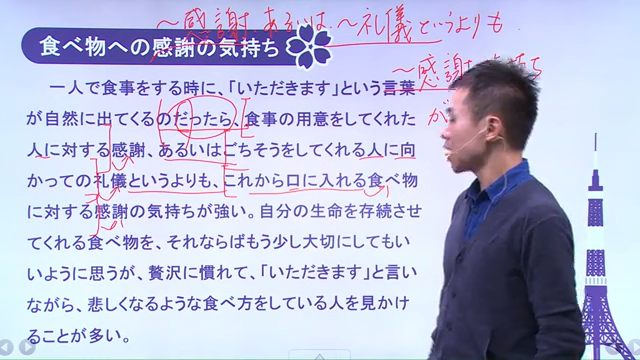 〜感謝、あるいは、〜礼儀というよりも
食べ物への感謝の気持ち
〜感謝
が
一人で食事をする時に、「いただきます」という言葉
が自然に出てくるのだったら、食事の用意をしてくれた
人に対する感謝、あるいはごちそうをしてくれる人に向
かっての礼儀というよりも、これから口に入れる食べ物
に対する感謝の気持ちが強い。自分の生命を存続させ
てくれる食べ物を、それならばもう少し大切にしてもい
いように思うが、贅沢に慣れて、「いただきます」と言い
ながら、悲しくなるような食べ方をしている人を見かけ
ることが多い。